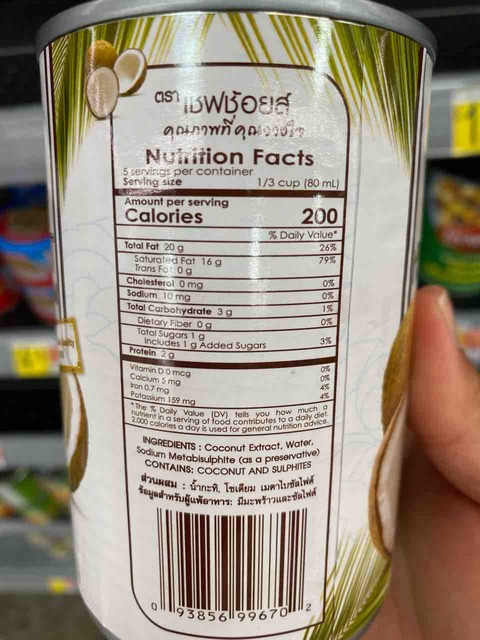 ตรา เชฟช้อยส์
คุณภาพที่คุณวางใจ
Nutrition Facts
5 servings per container
Serving size 1/3 cup (80 mL)
Amount per serving
Calories 200
% Daily Value*
Total Fat 20 g 26%
Saturated Fat 16 g 79%
Trans Fat 0 g
Cholesterol 0 mg 0%
Sodium 10 mg 0%
Total Carbohydrate 3 g 1%
Dietary Fiber 0 g 0%
Total Sugars 1 g
Includes 1 g Added Sugars 3%
Protein 2 g
Vitamin D 0 mcg 0%
Calcium 5 mg 0%
Iron 0.7 mg 4%
Potassium 159 mg 4%
*The % Daily Value (DV) tells you how much a
nutrient in a serving of food contributes to a daily diet.
2,000 calories a day is used for general nutrition advice.
INGREDIENTS : Coconut Extract, Water,
Sodium Metabisulphite (as a preservative)
CONTAINS: COCONUT AND SULPHITES
ส่วนผสม : น้ำกะทิ, โซเดียม เมตาไบซัลไฟต์
ข้อมูลสำหรับผู้แพ้อาหาร: มีมะพร้าวและซัลไฟต์
0 93856 99670 2